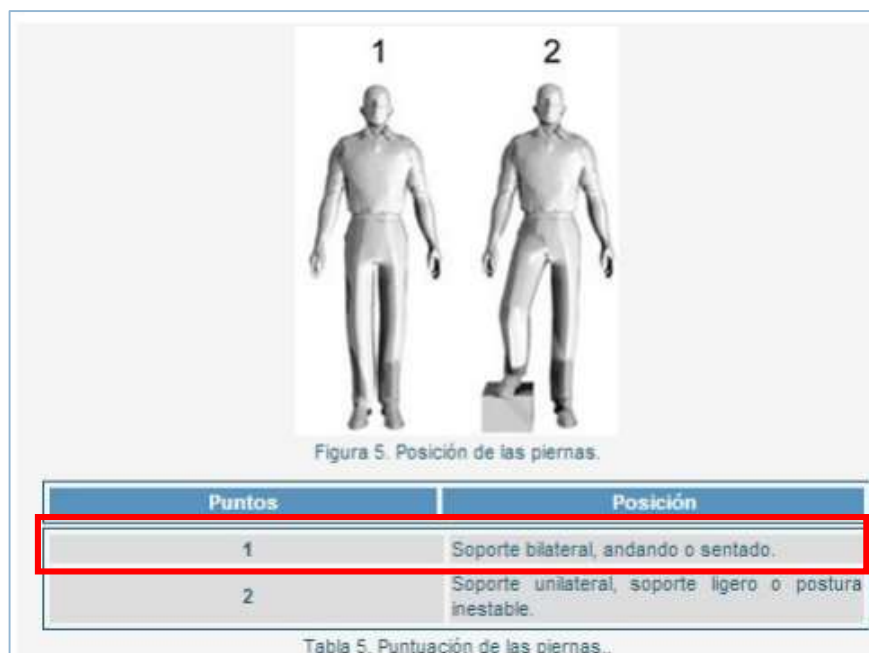 1 2
Figura 5. Posición de las piernas.
Puntos Posición
1 Soporte bilateral, andando o sentado.
2 Soporte unilateral, soporte ligero o postura
inestable.
Tabla 5. Puntuación de las piernas..